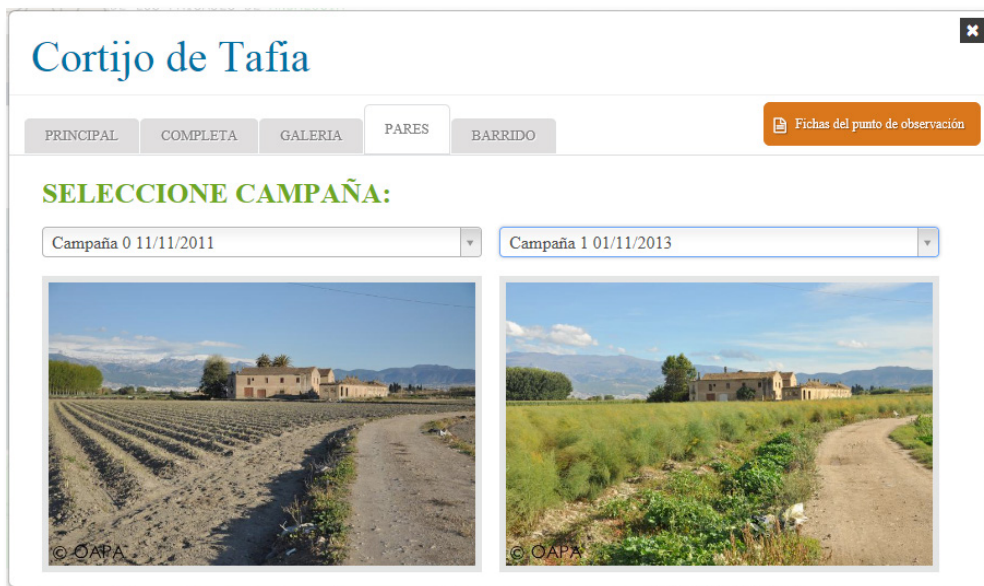 Cortijo de Tafia
PRINCIPAL
COMPLETA
GALERIA
PARES
BARRIDO
Fichas del punto de observación
SELECCIONE CAMPAÑA:
Campaña 0 11/11/2011
Campaña 1 01/11/2013
© OAPA
© OAPA